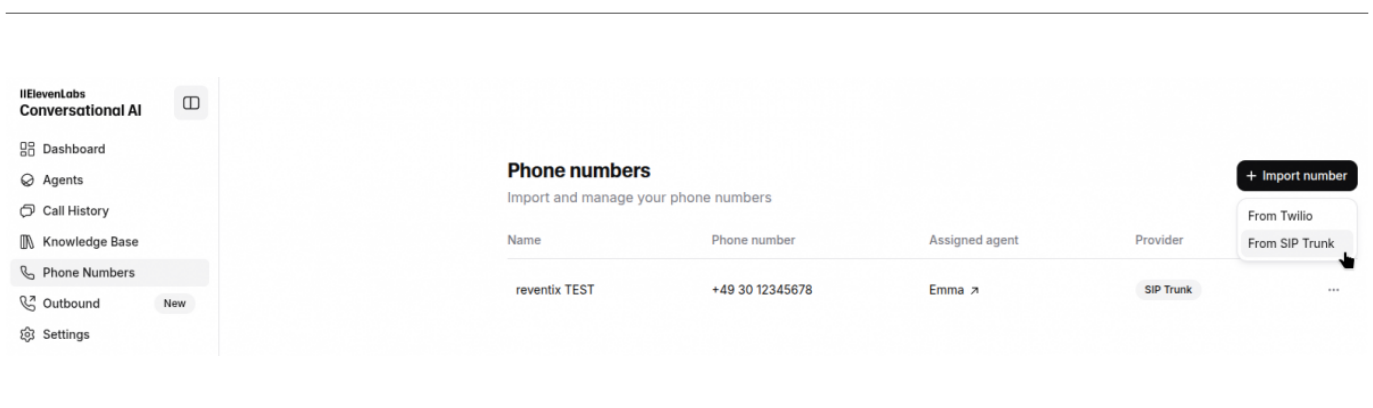 IIElevenLabs
Conversational AI
Dashboard
Agents
Call History
Knowledge Base
Phone Numbers
Outbound New
Settings
Phone numbers
Import and manage your phone numbers
+ Import number
From Twilio
From SIP Trunk
Name Phone number Assigned agent Provider
reventix TEST +49 30 12345678 Emma ↗ SIP Trunk ...